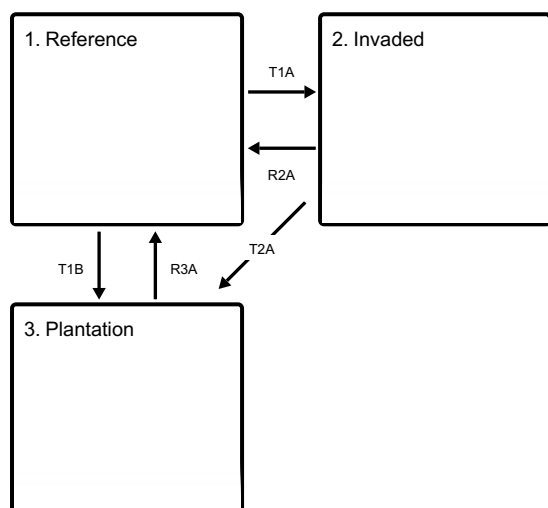 1. Reference
2. Invaded
T1A
R2A
T1B
R3A
T2A
3. Plantation